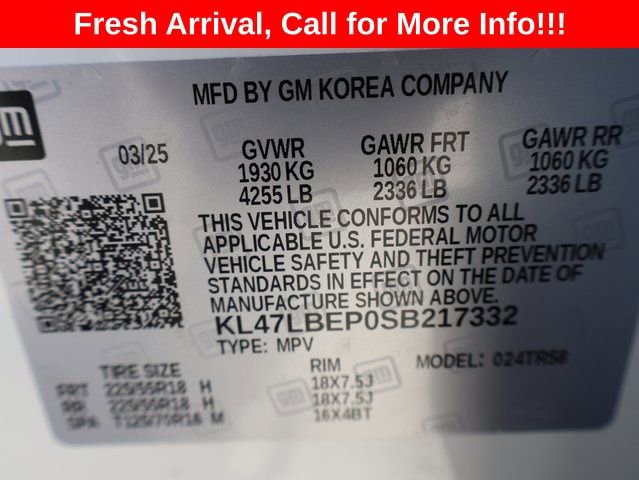 Fresh Arrival, Call for More Info!!!
MFD BY GM KOREA COMPANY
gm
03/25 GVWR GAWR FRT GAWR RR
1930 KG 1060 KG 1060 KG
4255 LB 2336 LB 2336 LB
THIS VEHICLE CONFORMS TO ALL
APPLICABLE U.S. FEDERAL MOTOR
VEHICLE SAFETY AND THEFT PREVENTION
STANDARDS IN EFFECT ON THE DATE OF
MANUFACTURE SHOWN ABOVE.
KL47LBEP0SB217332
TYPE: MPV MODEL:
TIRE SIZE RIM
FRT 225/55R18 H 18X7.5J
RR 225/55R18 H 18X7.5J
SPA T125/70R16 M 16X4BT